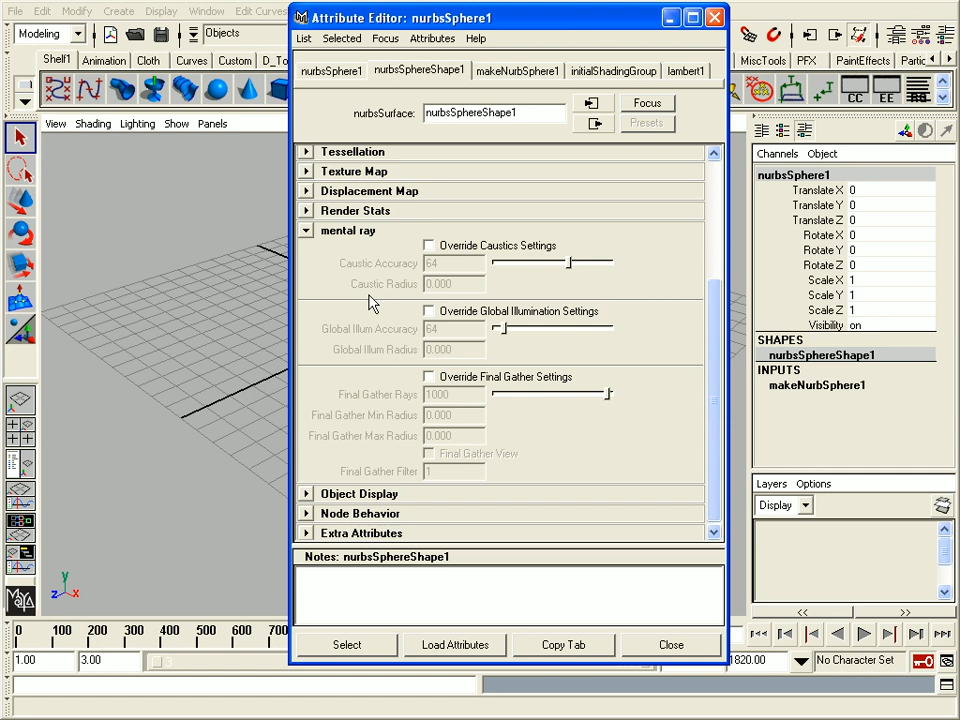 File Edit Modify Create Display Window Edit Curves
Attribute Editor: nurbsSphere1
List Selected Focus Attributes Help
Modeling
Objects
Shelf1 Animation Cloth Curves Custom
MiscTools PFX PaintEffects
nurbsSphere1 nurbsSphereShape1 makeNurbSphere1 initialShadingGroup lambert1
CC EE
View Shading Lighting Show Panels
nurbsSurface: nurbsSphereShape1
Focus
Presets
Tessellation
Texture Map
Displacement Map
Render Stats
mental ray
Override Caustics Settings
Caustic Accuracy 64
Caustic Radius 0.000
Override Global Illumination Settings
Global Illum Accuracy 64
Global Illum Radius 0.000
Override Final Gather Settings
Final Gather Rays 1000
Final Gather Min Radius 0.000
Final Gather Max Radius 0.000
Final Gather View
Final Gather Filter 1
Object Display
Node Behavior
Extra Attributes
Notes: nurbsSphereShape1
Select Load Attributes Copy Tab Close
Channels Object
nurbsSphere1
Translate X 0
Translate Y 0
Translate Z 0
Rotate X 0
Rotate Y 0
Rotate Z 0
Scale X 1
Scale Y 1
Scale Z 1
Visibility on
SHAPES
nurbsSphereShape1
INPUTS
makeNurbSphere1
Layers Options
Display
y
z x
MAYA
0 100 200 300 400 500 600 700
1.00 3.00 3
1820.00 No Character Set